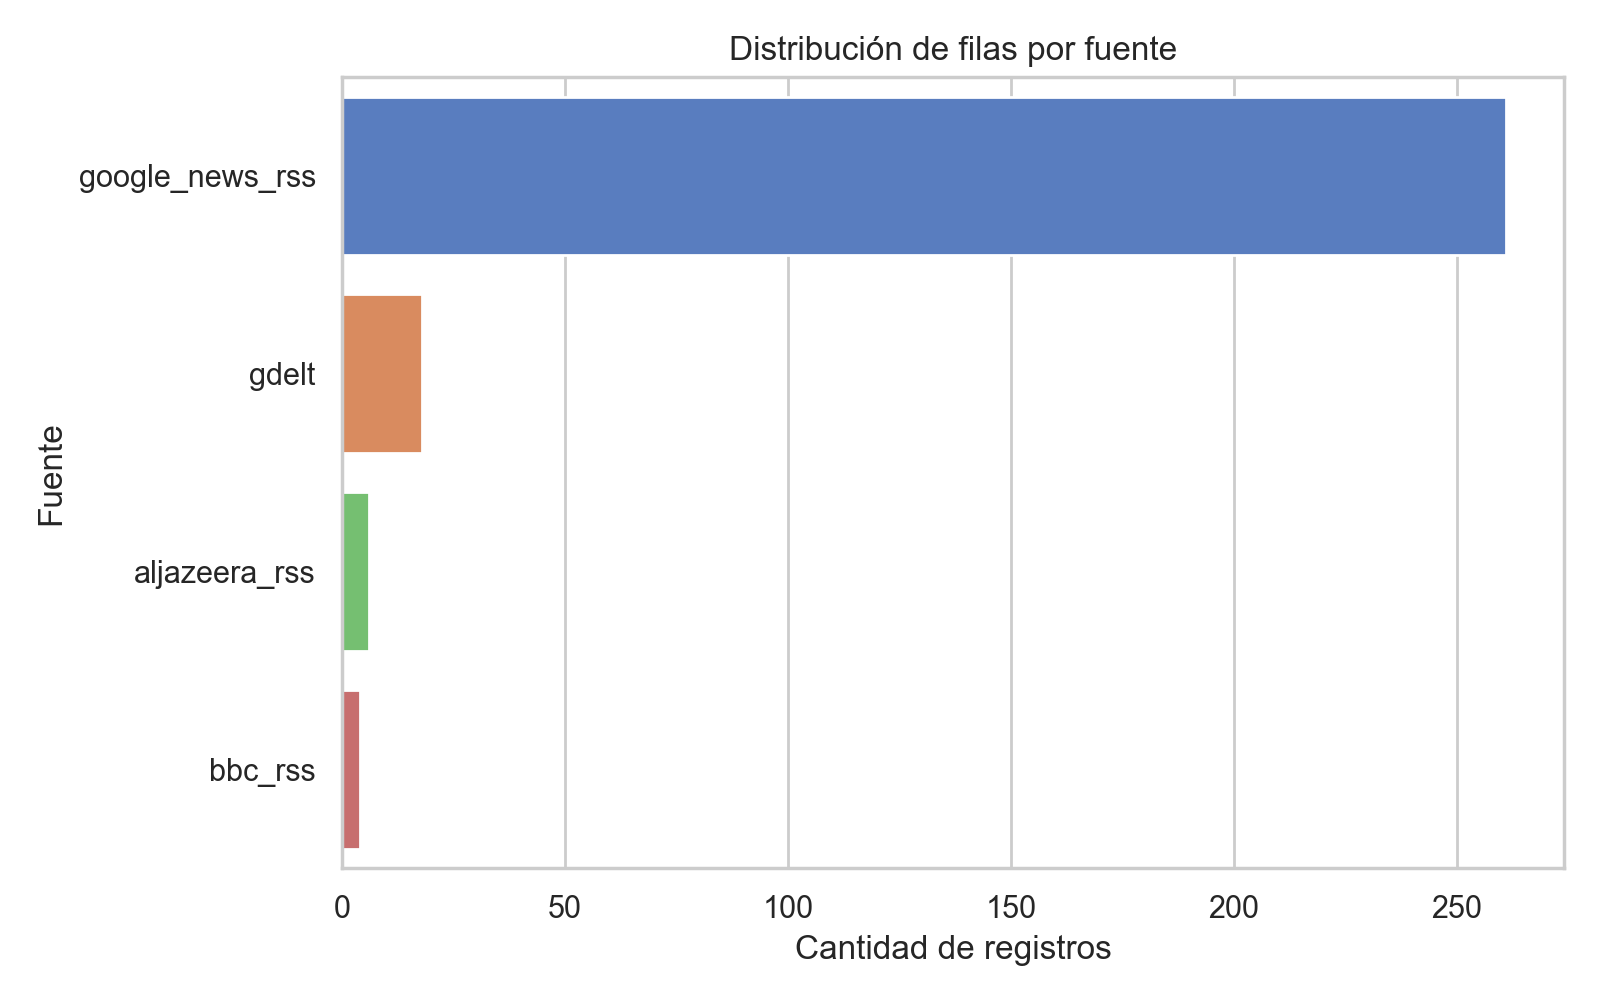 Distribución de filas por fuente
google_news_rss
gdelt
aljazeera_rss
bbc_rss
Fuente
0 50 100 150 200 250
Cantidad de registros